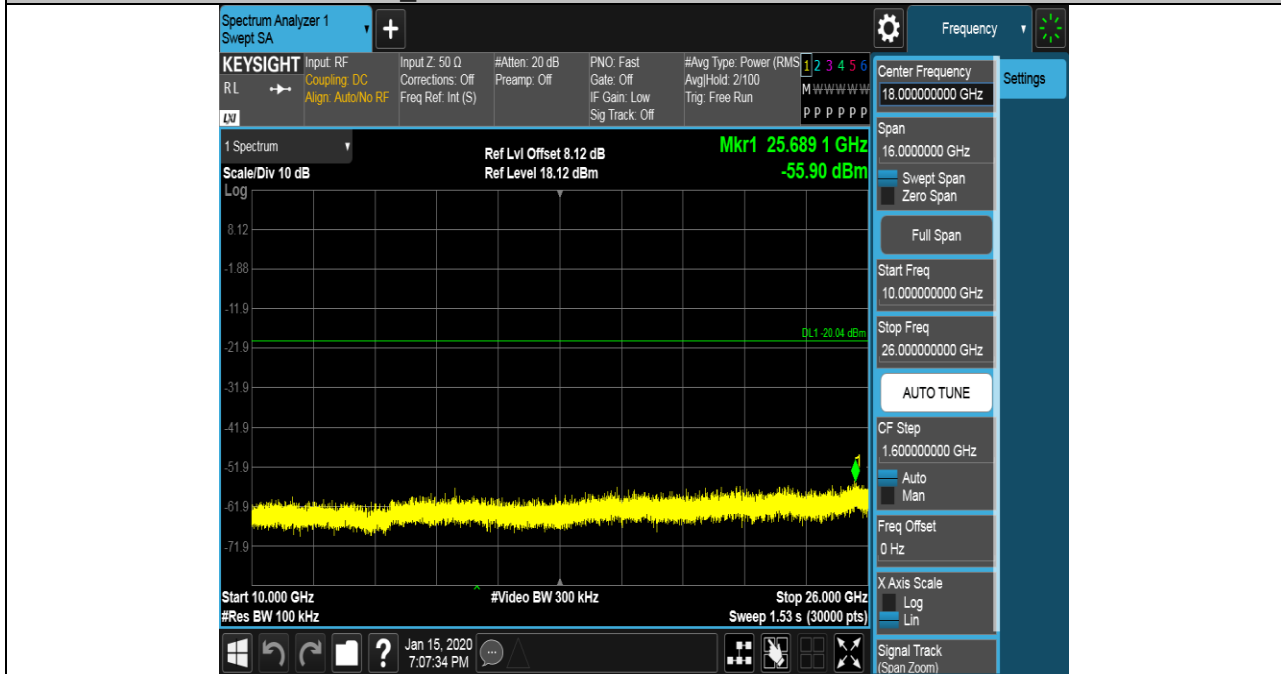 Spectrum Analyzer 1
Swept SA
+
Frequency
KEYSIGHT
RL
LXI
Input: RF
Coupling: DC
Align: Auto/No RF
Input Z: 50 Ω
Corrections: Off
Freq Ref: Int (S)
#Atten: 20 dB
Preamp: Off
PNO: Fast
Gate: Off
IF Gain: Low
Sig Track: Off
#Avg Type: Power (RMS
Avg|Hold: 2/100
Trig: Free Run
1 2 3 4 5 6
M W W W W W
P P P P P P
1 Spectrum
Scale/Div 10 dB
Log
Ref Lvl Offset 8.12 dB
Ref Level 18.12 dBm
Mkr1 25.689 1 GHz
-55.90 dBm
8.12
-1.88
-11.9
-21.9
-31.9
-41.9
-51.9
-61.9
-71.9
DL1 -20.04 dBm
1
Start 10.000 GHz
#Res BW 100 kHz
#Video BW 300 kHz
Stop 26.000 GHz
Sweep 1.53 s (30000 pts)
?
Jan 15, 2020
7:07:34 PM
Center Frequency
18.000000000 GHz
Span
16.0000000 GHz
Swept Span
Zero Span
Full Span
Start Freq
10.000000000 GHz
Stop Freq
26.000000000 GHz
AUTO TUNE
CF Step
1.600000000 GHz
Auto
Man
Freq Offset
0 Hz
X Axis Scale
Log
Lin
Signal Track
(Span Zoom)
Settings